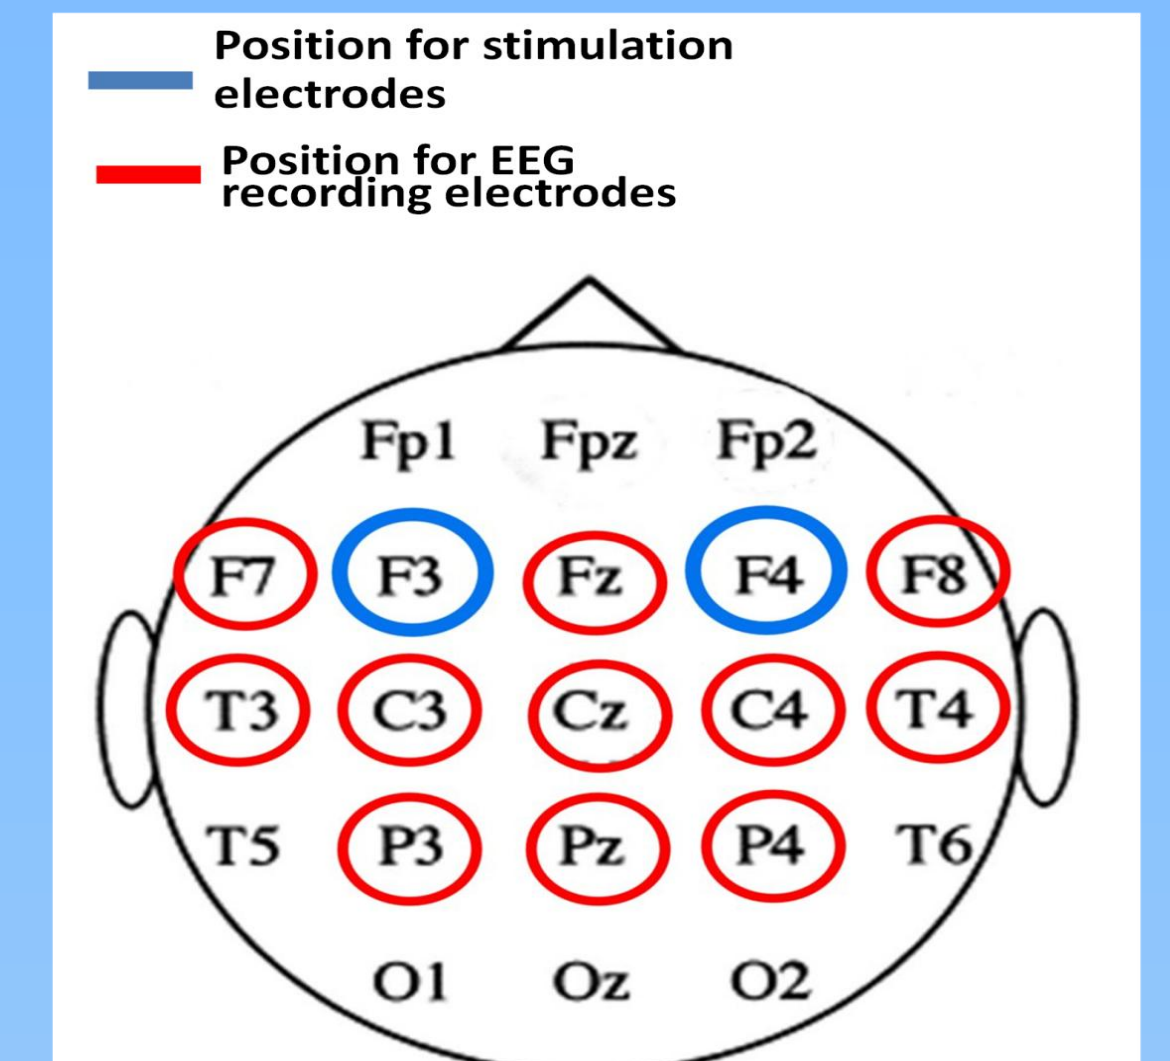 Position for stimulation
electrodes
Position for EEG
recording electrodes
Fp1 Fpz Fp2
F7 F3 Fz F4 F8
T3 C3 Cz C4 T4
T5 P3 Pz P4 T6
O1 Oz O2